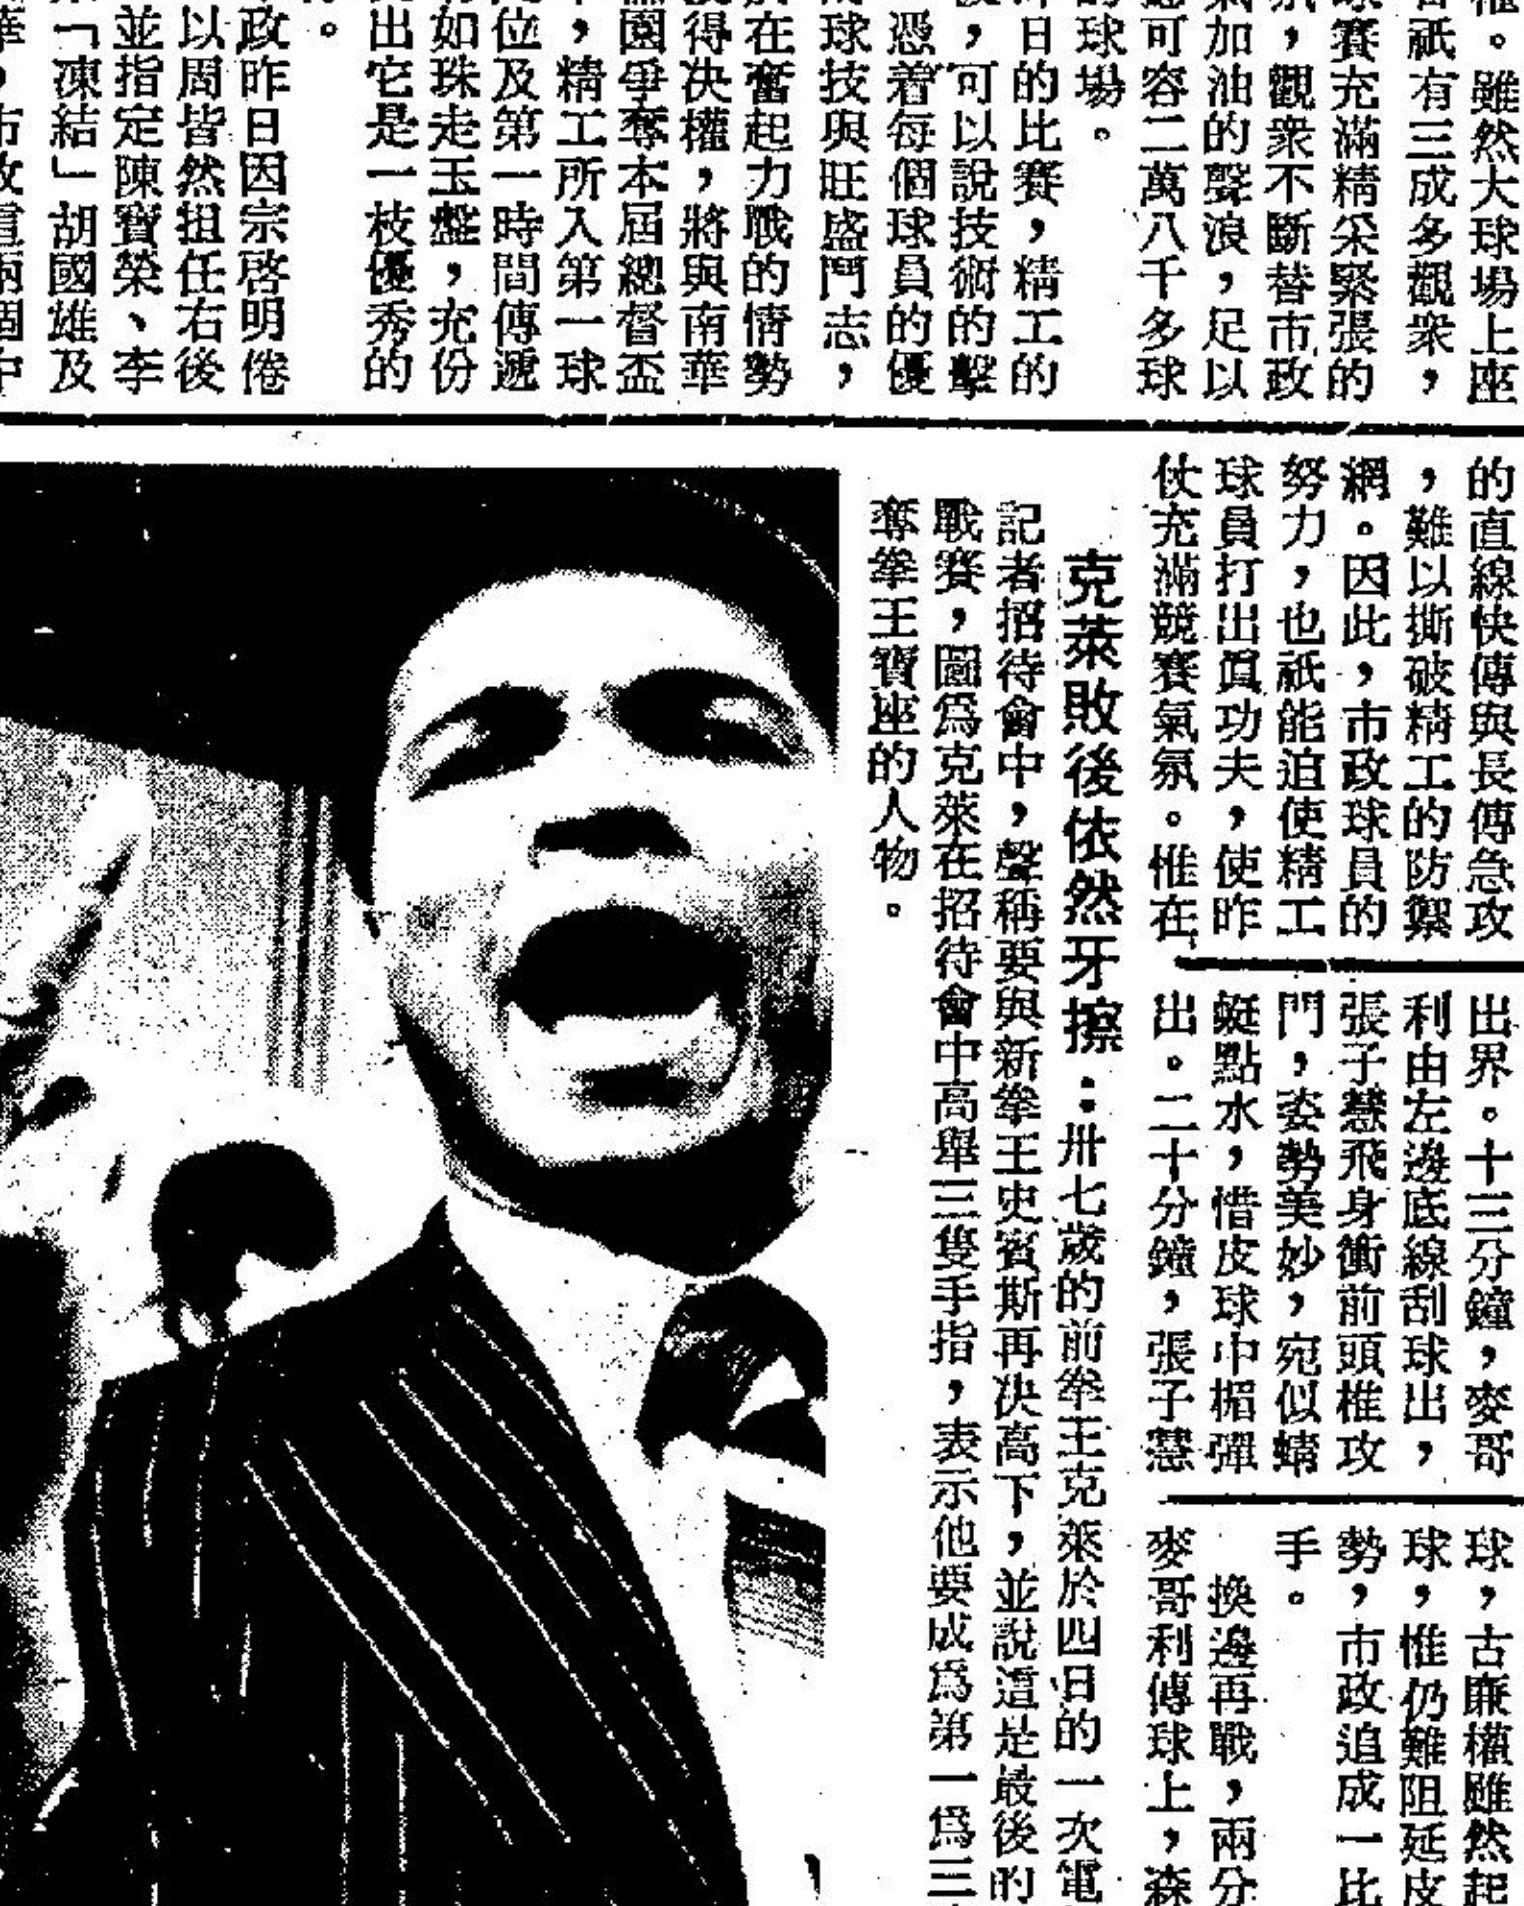 。雖然大球場上座
祇有三成多觀衆，
球賽充滿精采緊張的
，觀衆不斷替市政
加油的聲浪，足以
可容二萬八千多球
的球場。
日的比賽，精工的
，可以說技術的擊
憑着每個球員的優
球技與旺盛鬥志，
在奮起力戰的情勢
得决權，將與南華
園爭奪本屆總督盃
，精工所入第一球
位及第一時間傳遞
如珠走玉盤，充份
出它是一枝優秀的
。
政昨日因宗啓明倦
以周皆然担任右後
並指定陳寶榮、李
「凍結」胡國雄及
的直線快傳與長傳急攻
，難以撕破精工的防禦
網。因此，市政球員的
努力，也祇能迫使精工
球員打出眞功夫，使昨
仗充滿競賽氣氛。惟在
出界。十三分鐘，麥哥
利由左邊底線刮球出，
張子慧飛身衝前頭槌攻
門，姿勢美妙，宛似蜻
蜓點水，惜皮球中楣彈
出。二十分鐘，張子慧
球，古廉權雖然起
球，惟仍難阻延皮
勢，市政追成一比
手。
換邊再戰，兩分
麥哥利傳球上，森
克萊敗後依然牙擦：卅七歲的前拳王克萊於四日的一次電
記者招待會中，聲稱要與新拳王史賓斯再决高下，並說這是最後的
戰賽，圖爲克萊在招待會中高舉三隻手指，表示他要成爲第一爲三
奪拳王寶座的人物。